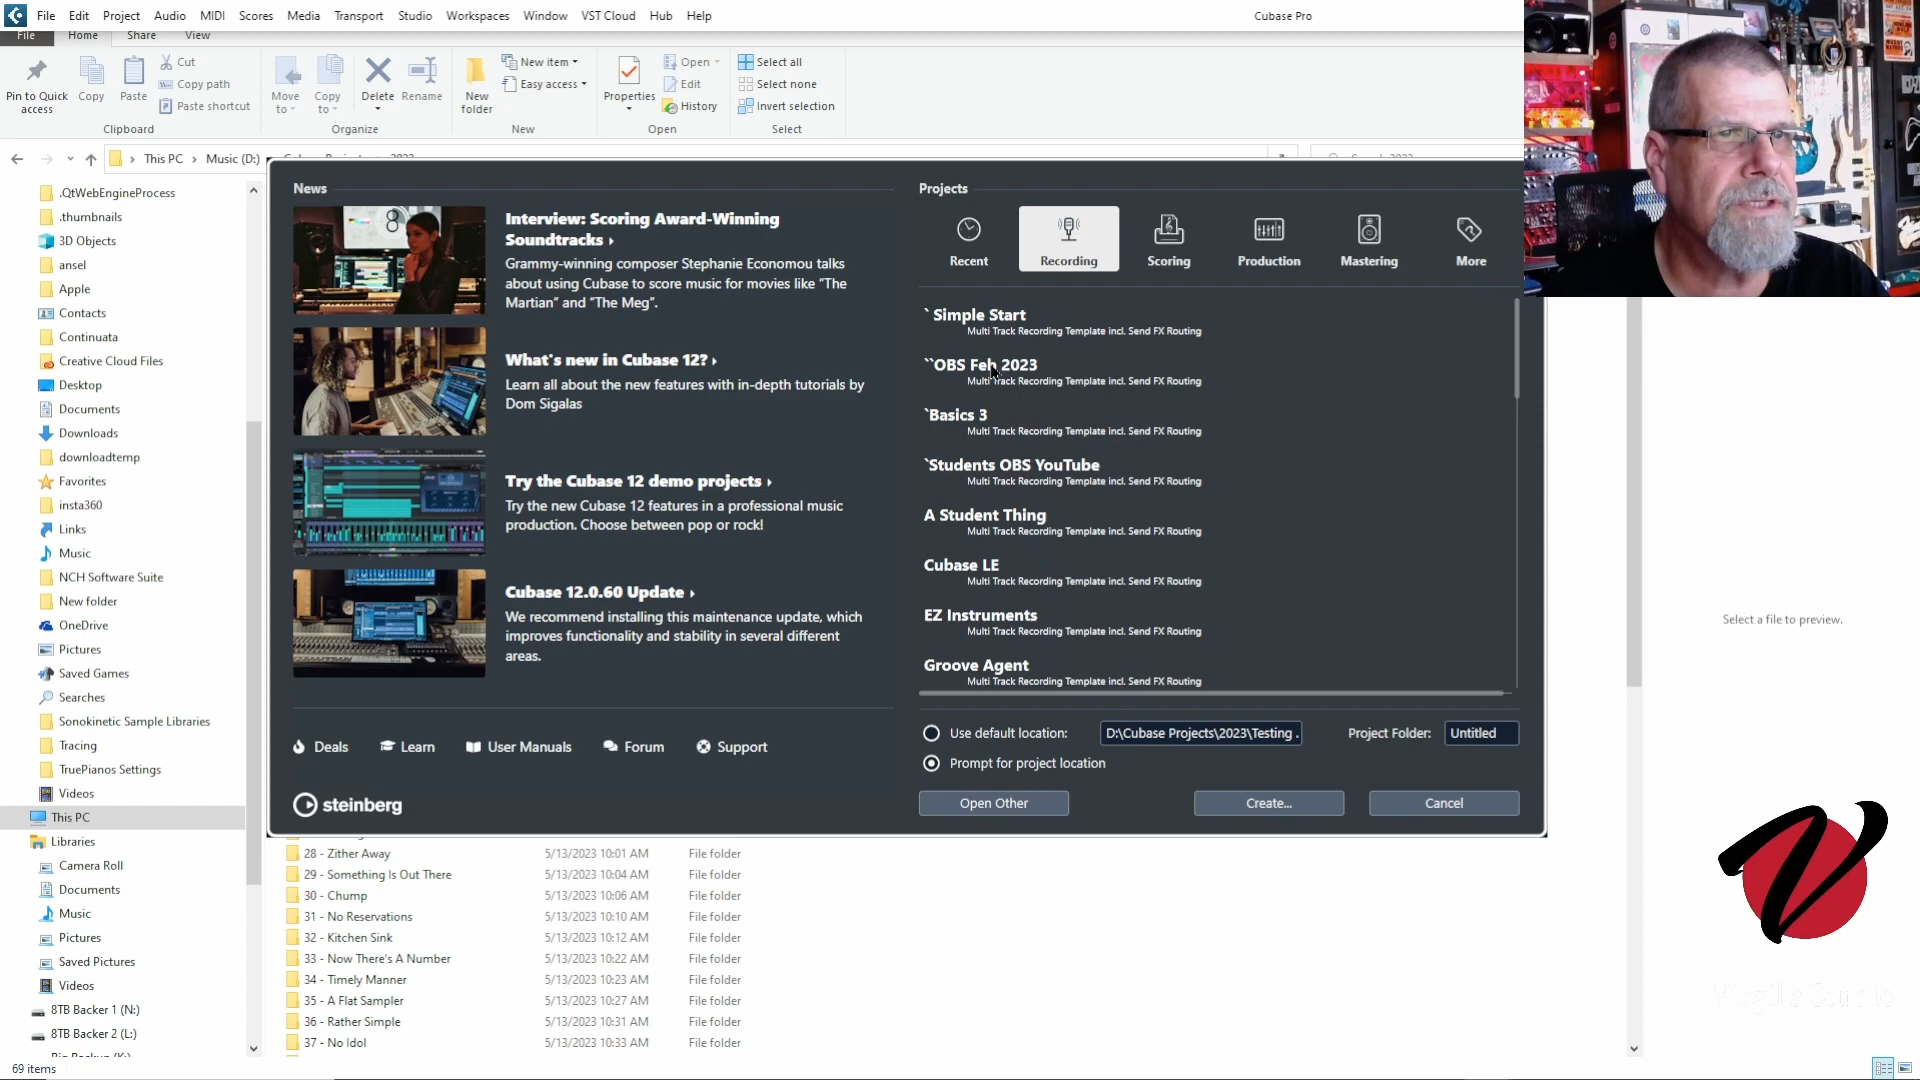 File Edit Project Audio MIDI Scores Media Transport Studio Workspaces Window VST Cloud Hub Help
Cubase Pro
File Home Share View
Pin to Quick access
Copy
Paste
Cut
Copy path
Paste shortcut
Clipboard
Move to
Copy to
Delete
Rename
Organize
New folder
New item
Easy access
New
Properties
Open
Edit
History
Open
Select all
Select none
Invert selection
Select
This PC > Music (D:)
.QtWebEngineProcess
.thumbnails
3D Objects
ansel
Apple
Contacts
Continuata
Creative Cloud Files
Desktop
Documents
Downloads
downloadtemp
Favorites
insta360
Links
Music
NCH Software Suite
New folder
OneDrive
Pictures
Saved Games
Searches
Sonokinetic Sample Libraries
Tracing
TruePianos Settings
Videos
This PC
Libraries
Camera Roll
Documents
Music
Pictures
Saved Pictures
Videos
8TB Backer 1 (N:)
8TB Backer 2 (L:)
69 items
News
Interview: Scoring Award-Winning
Soundtracks
Grammy-winning composer Stephanie Economou talks
about using Cubase to score music for movies like "The
Martian" and "The Meg".
What's new in Cubase 12?
Learn all about the new features with in-depth tutorials by
Dom Sigalas
Try the Cubase 12 demo projects
Try the new Cubase 12 features in a professional music
production. Choose between pop or rock!
Cubase 12.0.60 Update
We recommend installing this maintenance update, which
improves functionality and stability in several different
areas.
Deals Learn User Manuals Forum Support
steinberg
Projects
Recent Recording Scoring Production Mastering More
` Simple Start
Multi Track Recording Template incl. Send FX Routing
``OBS Feb 2023
Multi Track Recording Template incl. Send FX Routing
`Basics 3
Multi Track Recording Template incl. Send FX Routing
`Students OBS YouTube
Multi Track Recording Template incl. Send FX Routing
A Student Thing
Multi Track Recording Template incl. Send FX Routing
Cubase LE
Multi Track Recording Template incl. Send FX Routing
EZ Instruments
Multi Track Recording Template incl. Send FX Routing
Groove Agent
Multi Track Recording Template incl. Send FX Routing
Use default location: D:\Cubase Projects\2023\Testing . Project Folder: Untitled
Prompt for project location
Open Other Create... Cancel
28 - Zither Away 5/13/2023 10:01 AM File folder
29 - Something Is Out There 5/13/2023 10:04 AM File folder
30 - Chump 5/13/2023 10:06 AM File folder
31 - No Reservations 5/13/2023 10:10 AM File folder
32 - Kitchen Sink 5/13/2023 10:12 AM File folder
33 - Now There's A Number 5/13/2023 10:22 AM File folder
34 - Timely Manner 5/13/2023 10:23 AM File folder
35 - A Flat Sampler 5/13/2023 10:27 AM File folder
36 - Rather Simple 5/13/2023 10:31 AM File folder
37 - No Idol 5/13/2023 10:33 AM File folder
Select a file to preview.